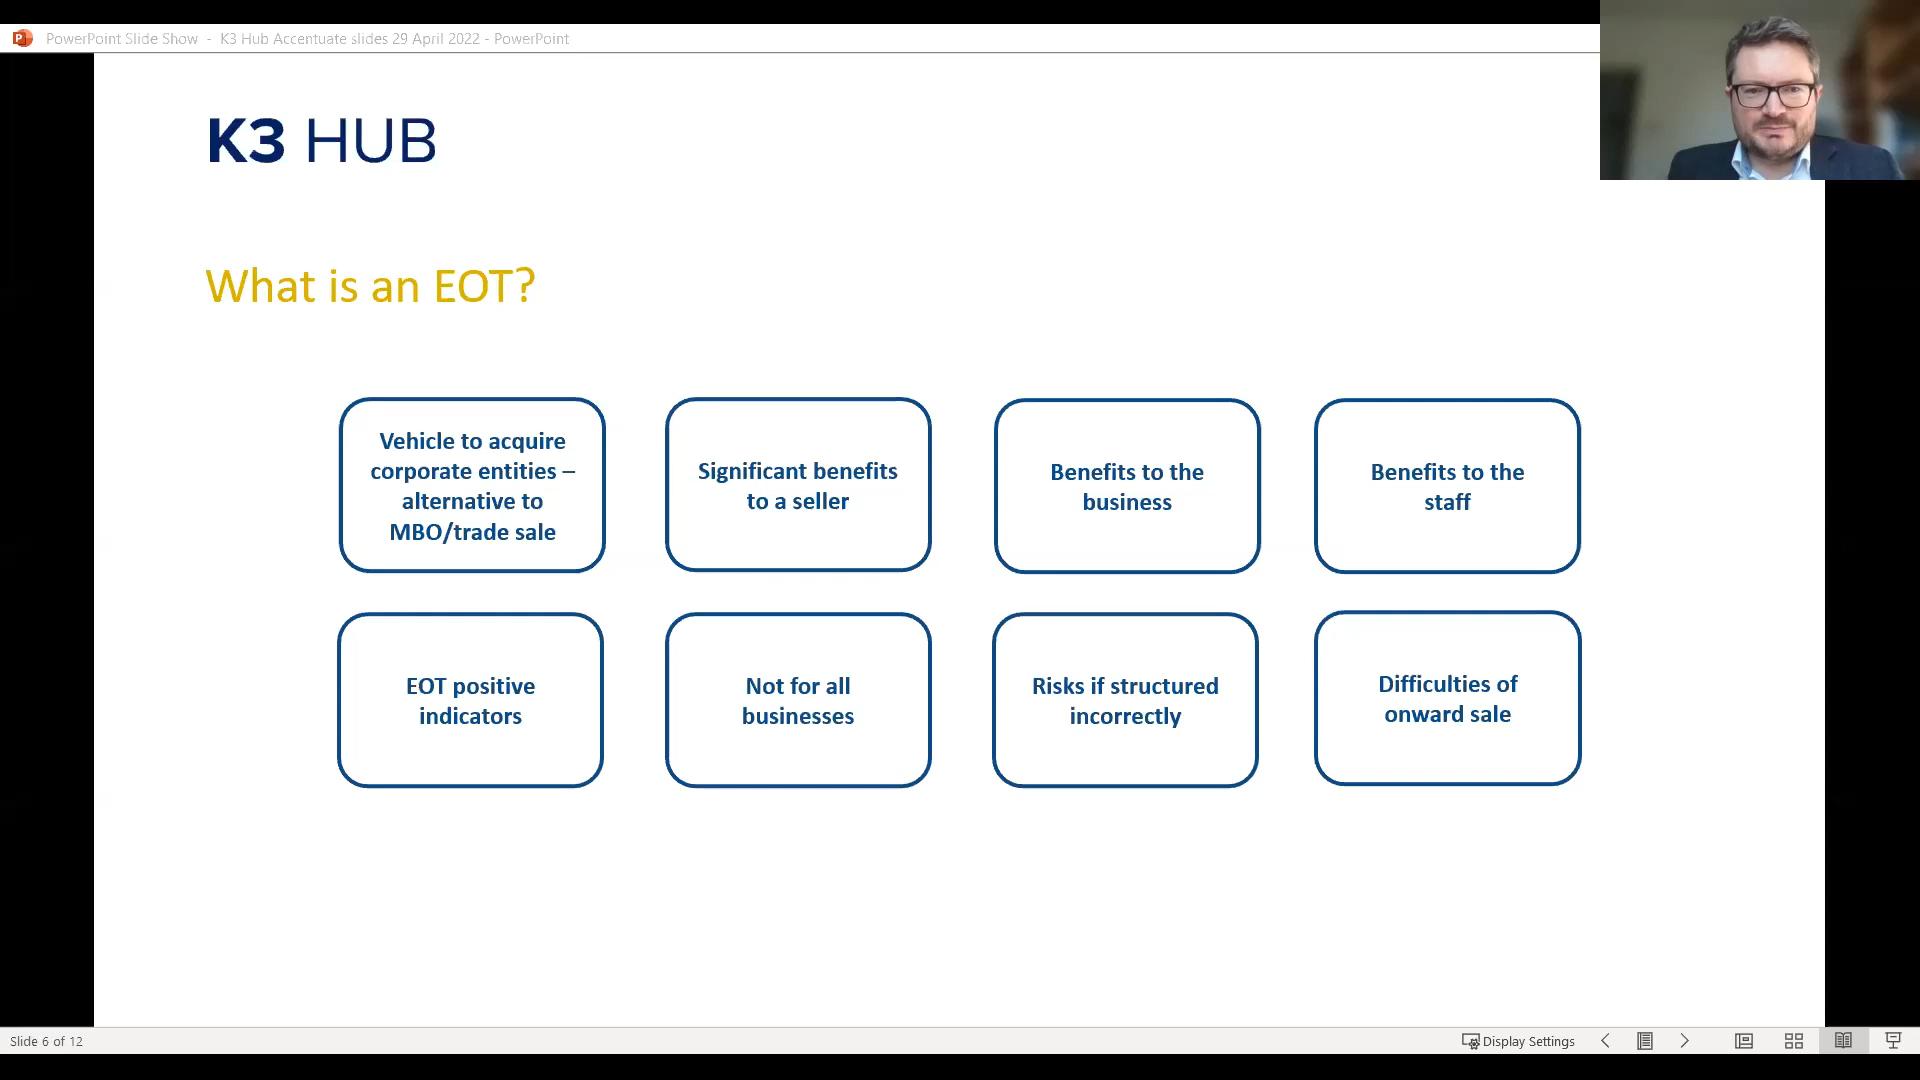 PowerPoint Slide Show - K3 Hub Accentuate slides 29 April 2022 - PowerPoint
K3 HUB
What is an EOT?
Vehicle to acquire
corporate entities –
alternative to
MBO/trade sale
Significant benefits
to a seller
Benefits to the
business
Benefits to the
staff
EOT positive
indicators
Not for all
businesses
Risks if structured
incorrectly
Difficulties of
onward sale
Slide 6 of 12
Display Settings